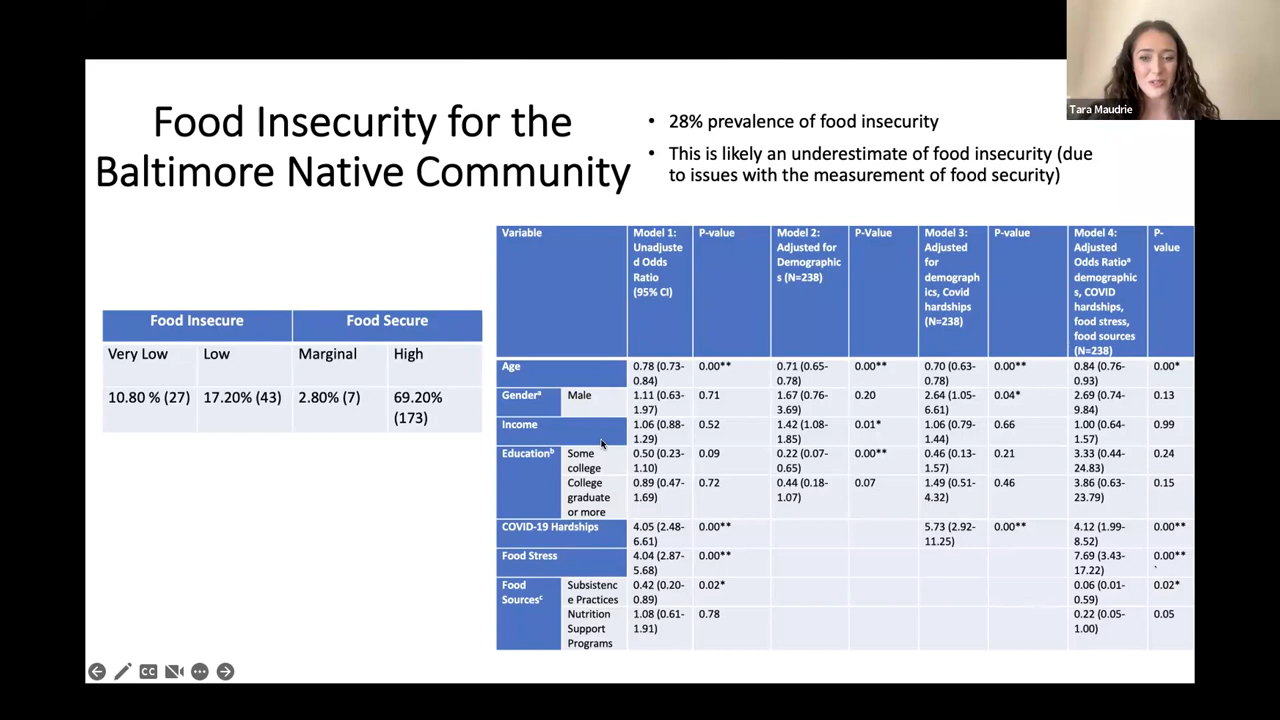 Tara Maudrie
Food Insecurity for the
Baltimore Native Community
• 28% prevalence of food insecurity
• This is likely an underestimate of food insecurity (due
to issues with the measurement of food security)
Food Insecure Food Secure
Very Low Low Marginal High
10.80 % (27) 17.20% (43) 2.80% (7) 69.20%
(173)
Variable Model 1: P-value Model 2: P-Value Model 3: P-value Model 4: P-
Unadjuste Adjusted for Adjusted Adjusted value
d Odds Demographic for Odds Ratioᵃ
Ratio s (N=238) demograph demographic
(95% CI) ics, Covid s, COVID
hardships hardships,
(N=238) food stress,
food sources
(N=238)
Age 0.78 (0.73- 0.00** 0.71 (0.65- 0.00** 0.70 (0.63- 0.00** 0.84 (0.76- 0.00*
0.84) 0.78) 0.78) 0.93)
Genderᵃ Male 1.11 (0.63- 0.71 1.67 (0.76- 0.20 2.64 (1.05- 0.04* 2.69 (0.74- 0.13
1.97) 3.69) 6.61) 9.84)
Income 1.06 (0.88- 0.52 1.42 (1.08- 0.01* 1.06 (0.79- 0.66 1.00 (0.64- 0.99
1.29) 1.85) 1.44) 1.57)
Educationᵇ Some 0.50 (0.23- 0.09 0.22 (0.07- 0.00** 0.46 (0.13- 0.21 3.33 (0.44- 0.24
college 1.10) 0.65) 1.57) 24.83)
College 0.89 (0.47- 0.72 0.44 (0.18- 0.07 1.49 (0.51- 0.46 3.86 (0.63- 0.15
graduate 1.69) 1.07) 4.32) 23.79)
or more
COVID-19 Hardships 4.05 (2.48- 0.00** 5.73 (2.92- 0.00** 4.12 (1.99- 0.00**
6.61) 11.25) 8.52)
Food Stress 4.04 (2.87- 0.00** 7.69 (3.43- 0.00**
5.68) 17.22) `
Food Subsistenc 0.42 (0.20- 0.02* 0.06 (0.01- 0.02*
Sourcesᶜ e Practices 0.89) 0.59)
Nutrition 1.08 (0.61- 0.78 0.22 (0.05- 0.05
Support 1.91) 1.00)
Programs
CC